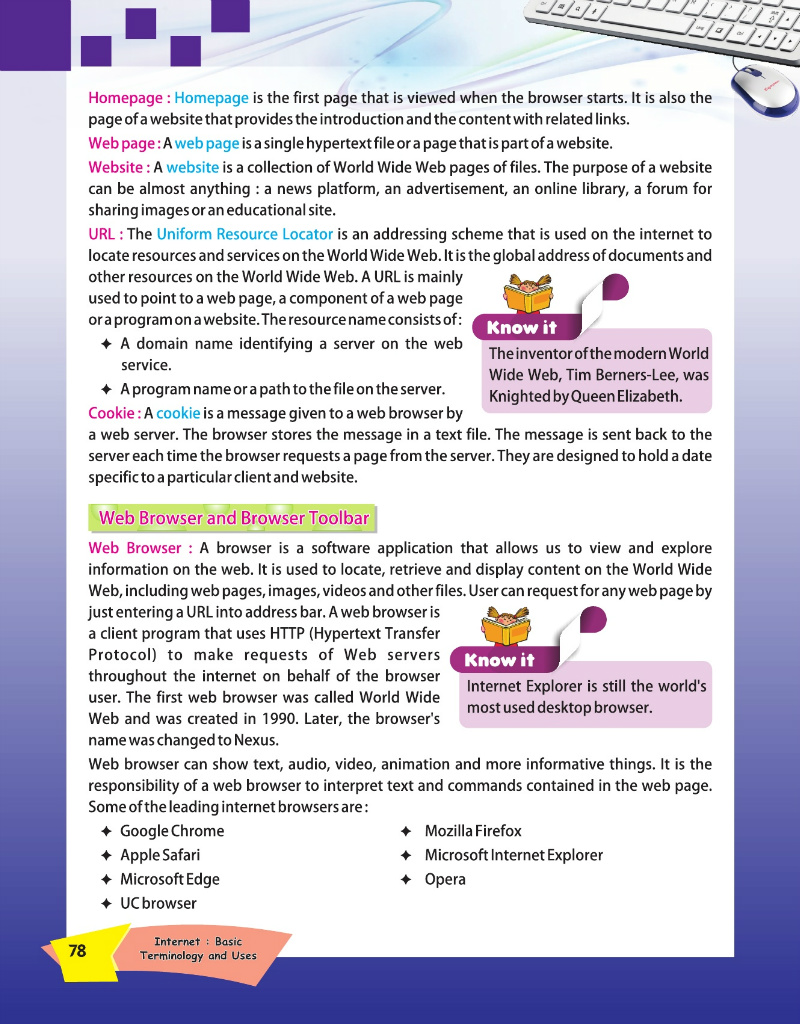 Homepage : Homepage is the first page that is viewed when the browser starts. It is also the
page of a website that provides the introduction and the content with related links.
Web page : A web page is a single hypertext file or a page that is part of a website.
Website : A website is a collection of World Wide Web pages of files. The purpose of a website
can be almost anything : a news platform, an advertisement, an online library, a forum for
sharing images or an educational site.
URL : The Uniform Resource Locator is an addressing scheme that is used on the internet to
locate resources and services on the World Wide Web. It is the global address of documents and
other resources on the World Wide Web. A URL is mainly
used to point to a web page, a component of a web page
or a program on a website. The resource name consists of :
✦ A domain name identifying a server on the web
service.
✦ A program name or a path to the file on the server.
Know it
The inventor of the modern World
Wide Web, Tim Berners-Lee, was
Knighted by Queen Elizabeth.
Cookie : A cookie is a message given to a web browser by
a web server. The browser stores the message in a text file. The message is sent back to the
server each time the browser requests a page from the server. They are designed to hold a date
specific to a particular client and website.
Web Browser and Browser Toolbar
Web Browser : A browser is a software application that allows us to view and explore
information on the web. It is used to locate, retrieve and display content on the World Wide
Web, including web pages, images, videos and other files. User can request for any web page by
just entering a URL into address bar. A web browser is
a client program that uses HTTP (Hypertext Transfer
Protocol) to make requests of Web servers
throughout the internet on behalf of the browser
user. The first web browser was called World Wide
Web and was created in 1990. Later, the browser's
name was changed to Nexus.
Know it
Internet Explorer is still the world's
most used desktop browser.
Web browser can show text, audio, video, animation and more informative things. It is the
responsibility of a web browser to interpret text and commands contained in the web page.
Some of the leading internet browsers are :
✦ Google Chrome
✦ Mozilla Firefox
✦ Apple Safari
✦ Microsoft Internet Explorer
✦ Microsoft Edge
✦ Opera
✦ UC browser
78
Internet : Basic
Terminology and Uses